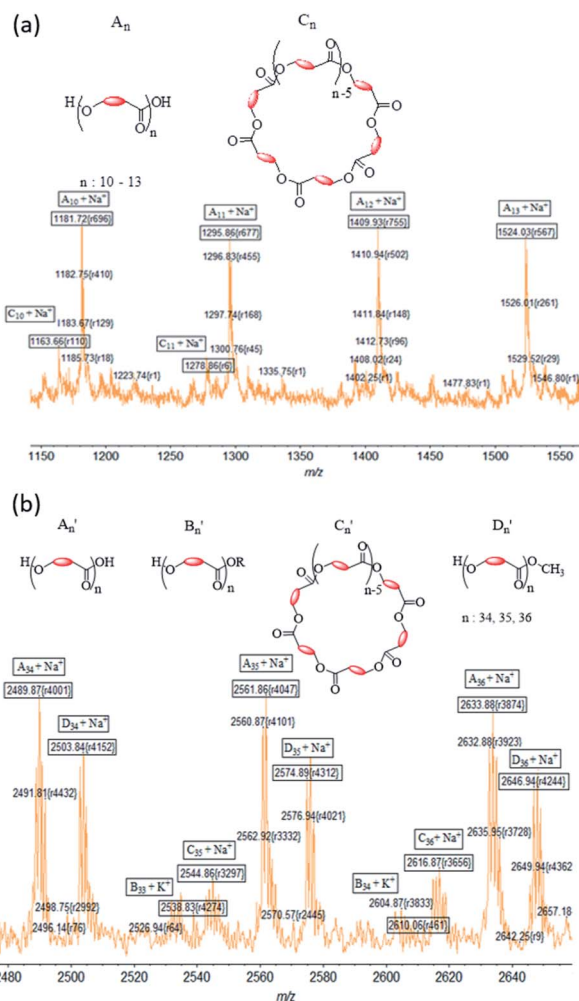 (a)
Aₙ
Cₙ
H
O
O
n
OH
O
O
O
O
n-5
O
O
O
O
O
O
O
O
n : 10 - 13
A₁₀ + Na⁺
1181.72{r696}
1182.75{r410}
1183.67{r129}
C₁₀ + Na⁺
1163.66{r110}
1185.73{r18}
1223.74{r1}
A₁₁ + Na⁺
1295.86{r677}
1296.83{r455}
1297.74{r168}
C₁₁ + Na⁺
1300.76{r45}
1278.86{r6}
1335.75{r1}
A₁₂ + Na⁺
1409.93{r755}
1410.94{r502}
1411.84{r148}
1412.73{r96}
1408.02{r24}
1402.25{r1}
1477.83{r1}
A₁₃ + Na⁺
1524.03{r567}
1526.01{r261}
1529.52{r29}
1546.80{r1}
1150 1200 1250 1300 1350 1400 1450 1500 1550
m/z
(b)
Aₙ'
Bₙ'
Cₙ'
Dₙ'
H
O
O
n
OH
H
O
O
n
OR
O
O
O
n-5
O
O
O
O
O
O
O
H
O
O
n
O
CH₃
n : 34, 35, 36
A₃₄ + Na⁺
2489.87{r4001}
D₃₄ + Na⁺
2503.84{r4152}
2491.81{r4432}
2498.75{r2992}
2496.14{r76}
B₃₃ + K⁺
2538.83{r4274}
2526.94{r64}
C₃₅ + Na⁺
2544.86{r3297}
A₃₅ + Na⁺
2561.86{r4047}
2560.87{r4101}
D₃₅ + Na⁺
2574.89{r4312}
2576.94{r4021}
2562.92{r3332}
2570.57{r2445}
B₃₄ + K⁺
2604.87{r3833}
2610.06{r461}
C₃₆ + Na⁺
2616.87{r3656}
A₃₆ + Na⁺
2633.88{r3874}
2632.88{r3923}
D₃₆ + Na⁺
2646.94{r4244}
2635.95{r3728}
2649.94{r4362
2657.18
2642.25{r9}
2480 2500 2520 2540 2560 2580 2600 2620 2640
m/z